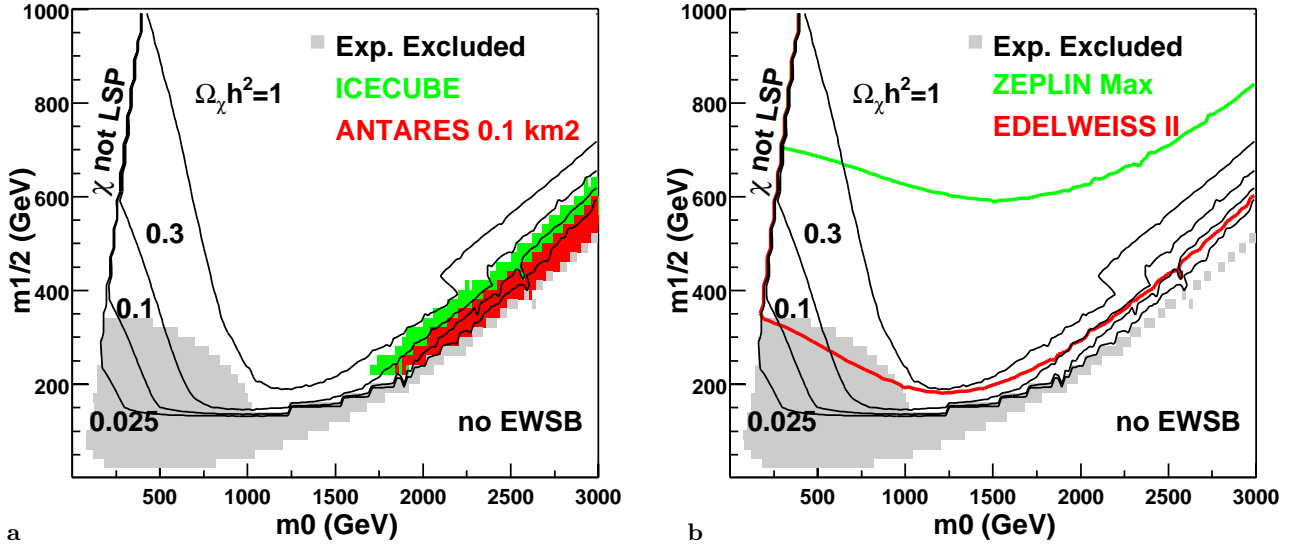 1000
800
600
400
200
m1/2 (GeV)
χ not LSP
Exp. Excluded
ICECUBE
ANTARES 0.1 km2
Ωχh²=1
0.3
0.1
0.025
no EWSB
500 1000 1500 2000 2500 3000
m0 (GeV)
a
1000
800
600
400
200
m1/2 (GeV)
χ not LSP
Exp. Excluded
ZEPLIN Max
EDELWEISS II
Ωχh²=1
0.3
0.1
0.025
no EWSB
500 1000 1500 2000 2500 3000
m0 (GeV)
b